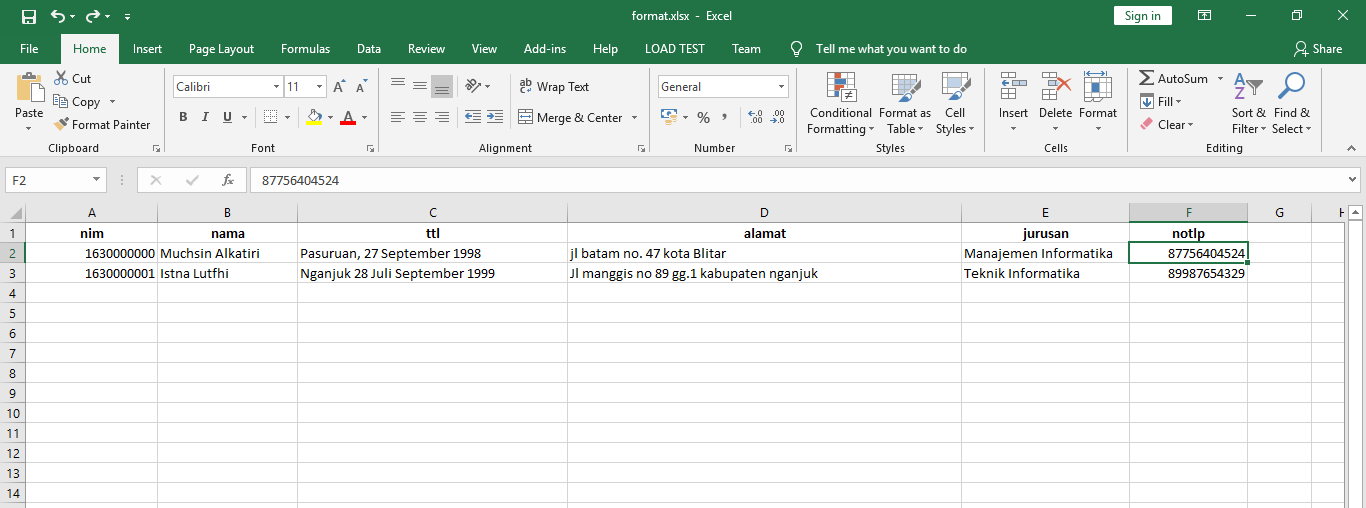 format.xlsx - Excel
Sign in
File Home Insert Page Layout Formulas Data Review View Add-ins Help LOAD TEST Team Tell me what you want to do Share
Paste
Cut
Copy
Format Painter
Clipboard
Calibri 11 A A
B I U A
Font
ab Wrap Text
Merge & Center
Alignment
General
% , .00 .0
Number
Conditional Formatting
Format as Table
Cell Styles
Styles
Insert Delete Format
Cells
AutoSum
Fill
Clear
Sort & Filter
Find & Select
Editing
F2 fx 87756404524
A B C D E F G H
1 nim nama ttl alamat jurusan notlp
2 1630000000 Muchsin Alkatiri Pasuruan, 27 September 1998 jl batam no. 47 kota Blitar Manajemen Informatika 87756404524
3 1630000001 Istna Lutfhi Nganjuk 28 Juli September 1999 Jl manggis no 89 gg.1 kabupaten nganjuk Teknik Informatika 89987654329
4
5
6
7
8
9
10
11
12
13
14